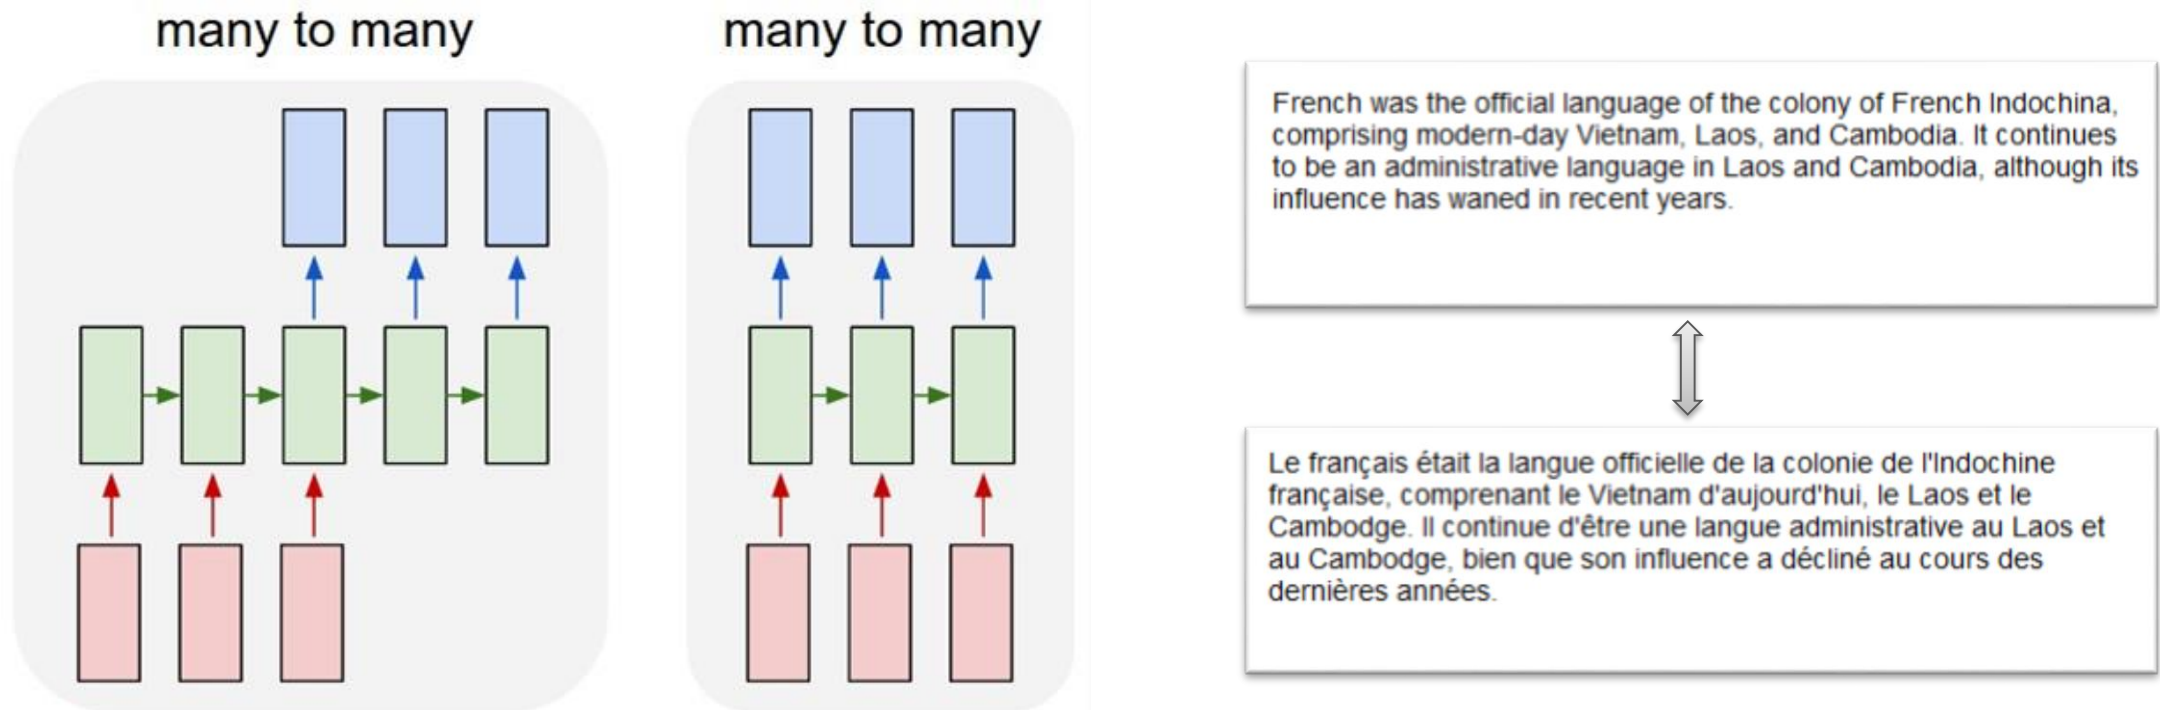 many to many
many to many
French was the official language of the colony of French Indochina,
comprising modern-day Vietnam, Laos, and Cambodia. It continues
to be an administrative language in Laos and Cambodia, although its
influence has waned in recent years.
Le français était la langue officielle de la colonie de l'Indochine
française, comprenant le Vietnam d'aujourd'hui, le Laos et le
Cambodge. Il continue d'être une langue administrative au Laos et
au Cambodge, bien que son influence a décliné au cours des
dernières années.